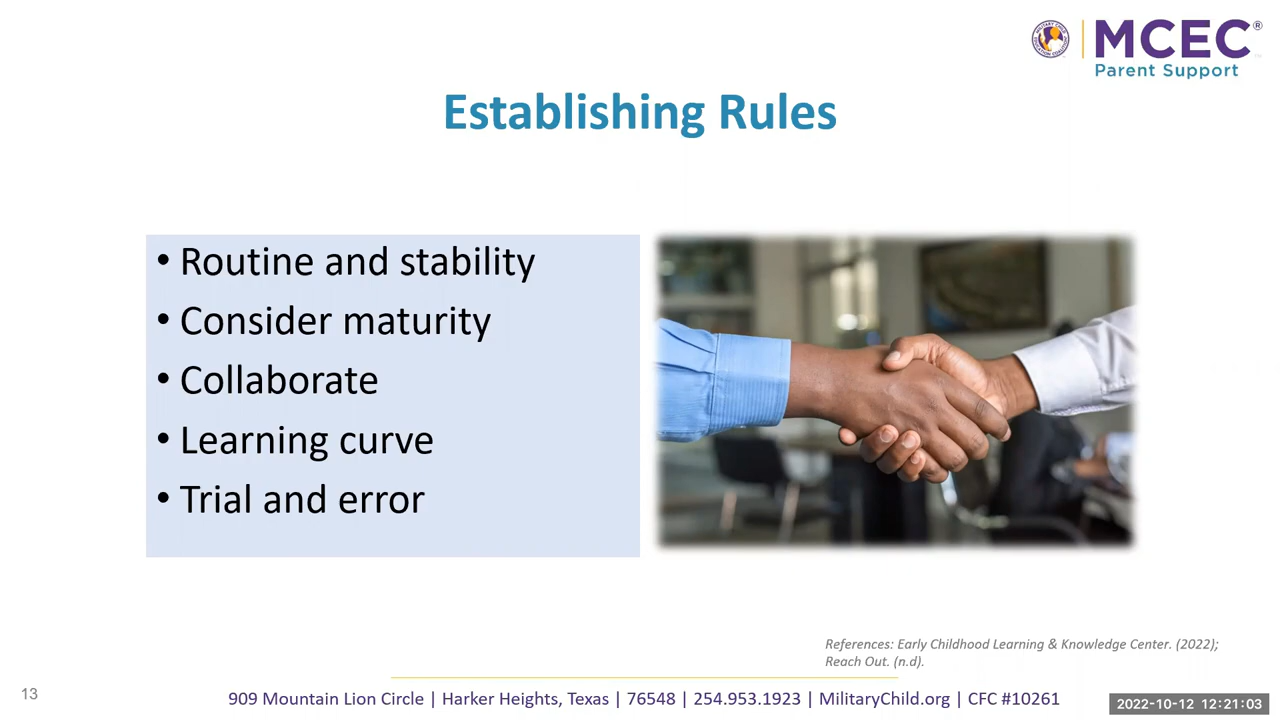 MCEC®
Parent Support
Establishing Rules
• Routine and stability
• Consider maturity
• Collaborate
• Learning curve
• Trial and error
References: Early Childhood Learning & Knowledge Center. (2022);
Reach Out. (n.d).
13
909 Mountain Lion Circle | Harker Heights, Texas | 76548 | 254.953.1923 | MilitaryChild.org | CFC #10261
2022-10-12 12:21:03